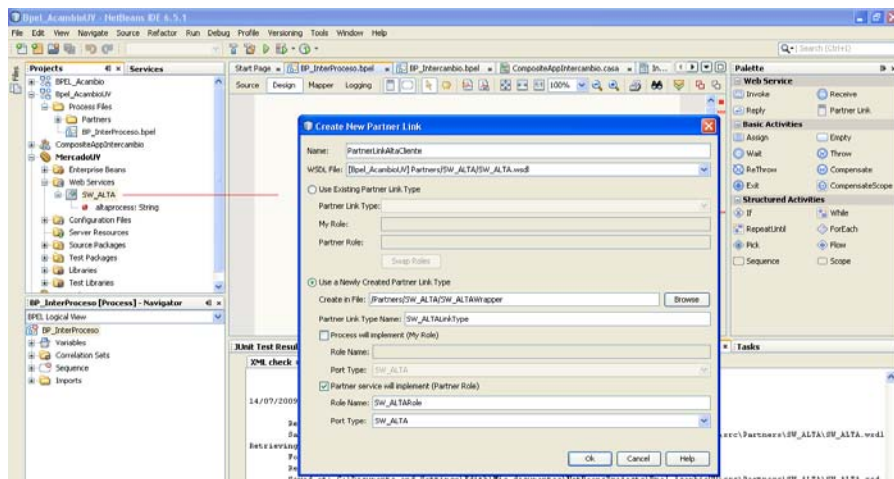 Bpel_AcambioUV - NetBeans IDE 6.5.1
File Edit View Navigate Source Refactor Run Debug Profile Versioning Tools Window Help
Search (Ctrl+I)
Projects Services
Files
BPEL_Acambio
Bpel_AcambioUV
Process Files
Partners
BP_InterProceso.bpel
CompositeAppIntercambio
MercadoUV
Enterprise Beans
Web Services
SW_ALTA
altaprocess: String
Configuration Files
Server Resources
Source Packages
Test Packages
Libraries
Test Libraries
BP_InterProceso [Process] - Navigator
BPEL Logical View
BP_InterProceso
Variables
Correlation Sets
Sequence
Imports
Start Page BP_InterProceso.bpel BP_Intercambio.bpel CompositeAppIntercambio.casa In...
Source Design Mapper Logging 100%
Create New Partner Link
Name: PartnerLinkAltaCliente
WSDL File: [Bpel_AcambioUV] Partners/SW_ALTA/SW_ALTA.wsdl
Use Existing Partner Link Type
Partner Link Type:
My Role:
Partner Role:
Swap Roles
Use a Newly Created Partner Link Type
Create in File: /Partners/SW_ALTA/SW_ALTAWrapper Browse
Partner Link Type Name: SW_ALTALinkType
Process will implement (My Role)
Role Name:
Port Type: SW_ALTA
Partner service will implement (Partner Role)
Role Name: SW_ALTARole
Port Type: SW_ALTA
Ok Cancel Help
JUnit Test Resul
XML check
14/07/2009
Retrieving
Tasks
src\Partners\SW_ALTA\SW_ALTA.wsdl
Palette
Web Service
Invoke Receive
Reply Partner Link
Basic Activities
Assign Empty
Wait Throw
ReThrow Compensate
Exit CompensateScope
Structured Activities
If While
RepeatUntil ForEach
Pick Flow
Sequence Scope